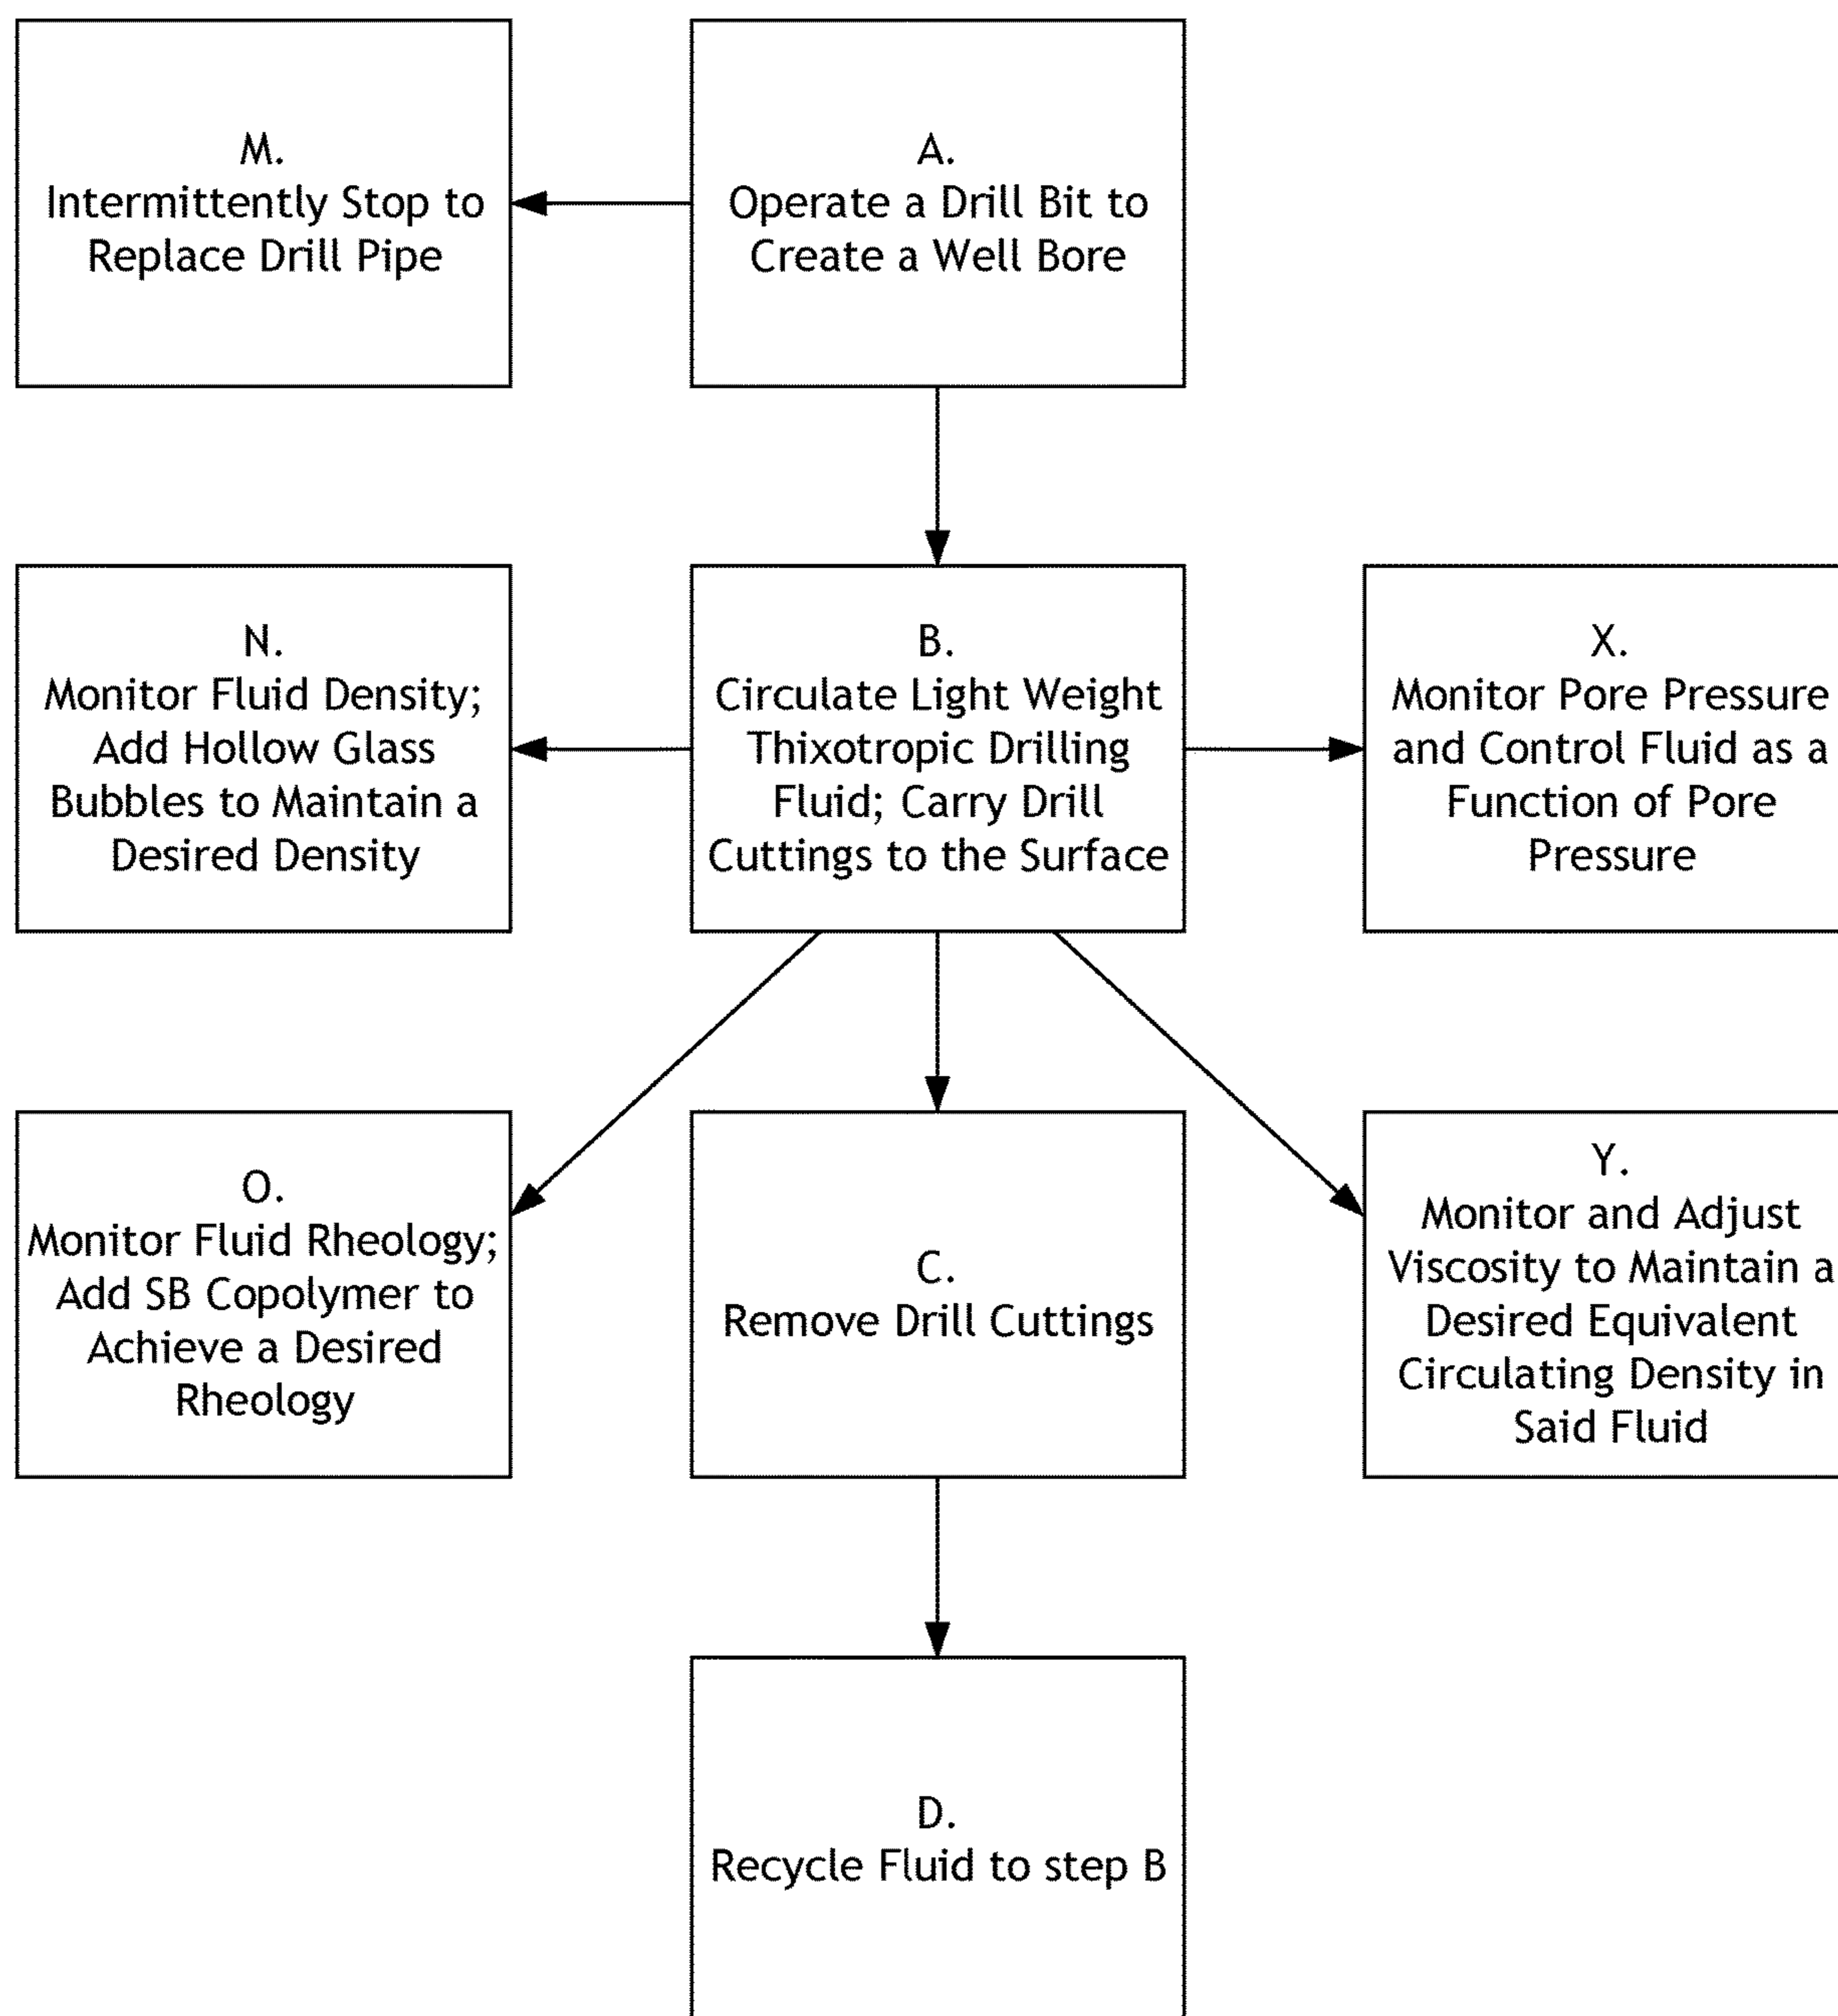 M.
Intermittently Stop to
Replace Drill Pipe
A.
Operate a Drill Bit to
Create a Well Bore
N.
Monitor Fluid Density;
Add Hollow Glass
Bubbles to Maintain a
Desired Density
B.
Circulate Light Weight
Thixotropic Drilling
Fluid; Carry Drill
Cuttings to the Surface
X.
Monitor Pore Pressure
and Control Fluid as a
Function of Pore
Pressure
O.
Monitor Fluid Rheology;
Add SB Copolymer to
Achieve a Desired
Rheology
C.
Remove Drill Cuttings
Y.
Monitor and Adjust
Viscosity to Maintain a
Desired Equivalent
Circulating Density in
Said Fluid
D.
Recycle Fluid to step B